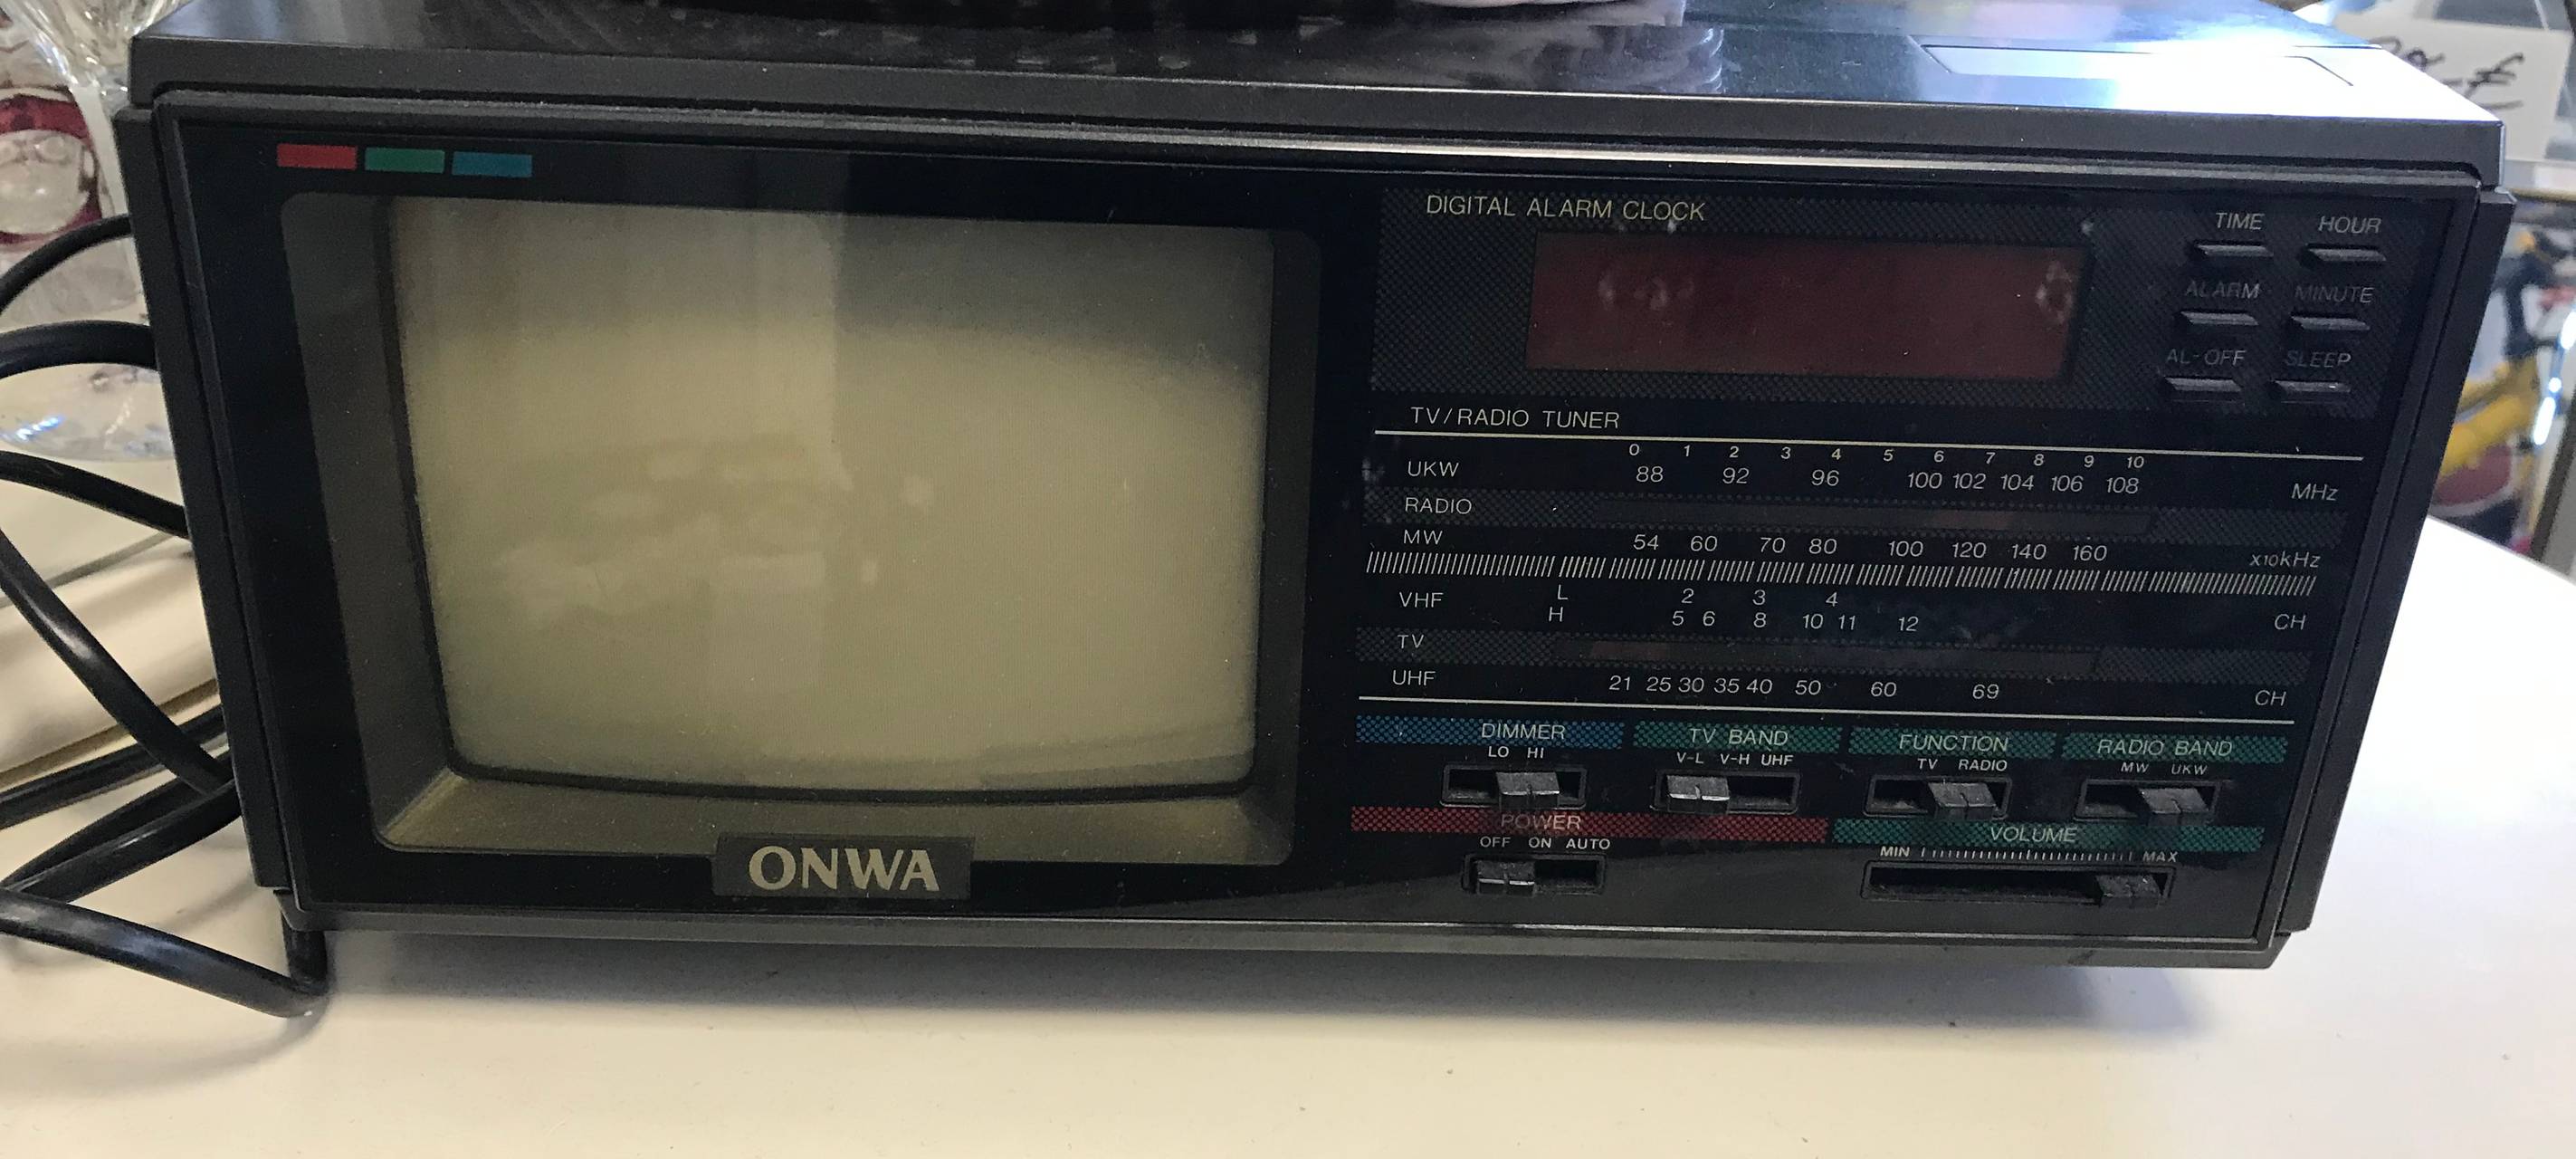 DIGITAL ALARM CLOCK
TIME HOUR
ALARM MINUTE
AL-OFF SLEEP
TV/RADIO TUNER
0 1 2 3 4 5 6 7 8 9 10
UKW 88 92 96 100 102 104 106 108 MHz
RADIO
MW 54 60 70 80 100 120 140 160 x10kHz
VHF L 2 3 4
H 5 6 8 10 11 12 CH
TV
UHF 21 25 30 35 40 50 60 69 CH
DIMMER TV BAND FUNCTION RADIO BAND
LO HI V-L V-H UHF TV RADIO MW UKW
POWER VOLUME
OFF ON AUTO MIN MAX
ONWA